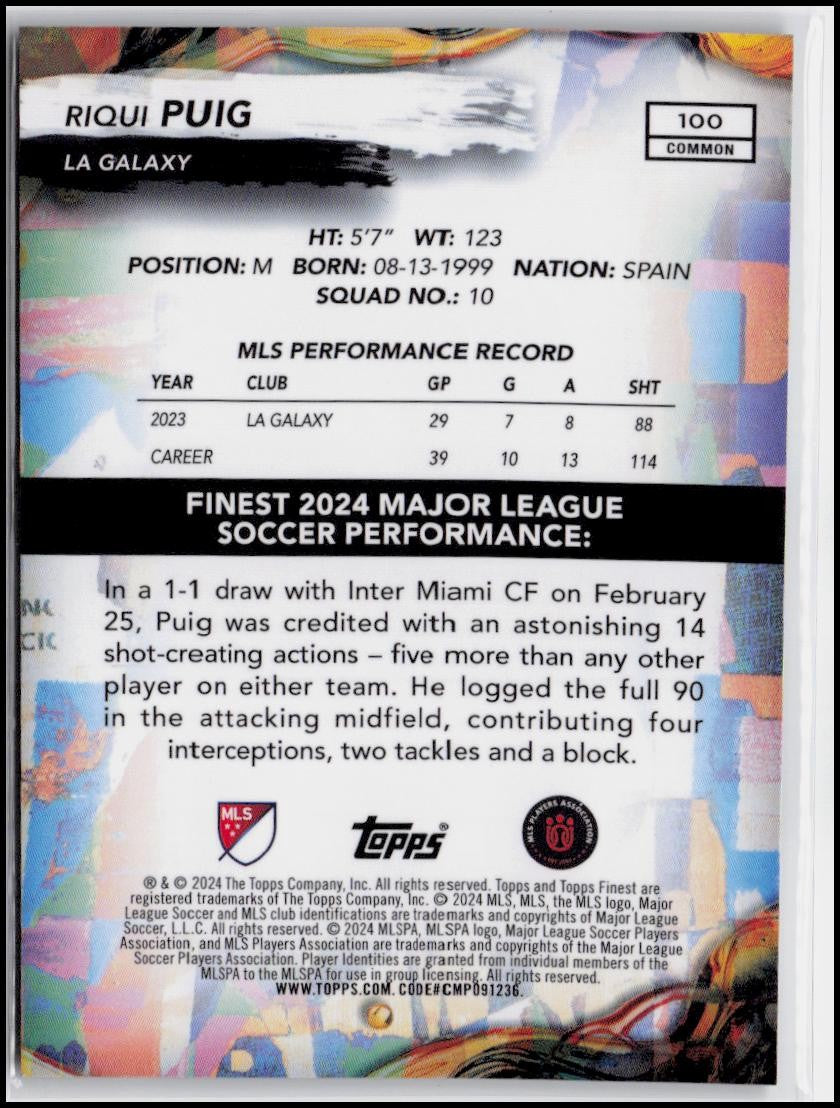 RIQUI PUIG
LA GALAXY
100
COMMON
HT: 5'7" WT: 123
POSITION: M BORN: 08-13-1999 NATION: SPAIN
SQUAD NO.: 10
MLS PERFORMANCE RECORD
YEAR CLUB GP G A SHT
2023 LA GALAXY 29 7 8 88
CAREER 39 10 13 114
FINEST 2024 MAJOR LEAGUE
SOCCER PERFORMANCE:
In a 1-1 draw with Inter Miami CF on February
25, Puig was credited with an astonishing 14
shot-creating actions – five more than any other
player on either team. He logged the full 90
in the attacking midfield, contributing four
interceptions, two tackles and a block.
MLS
Topps®
MLS PLAYERS ASSOCIATION
® & © 2024 The Topps Company, Inc. All rights reserved. Topps and Topps Finest are
registered trademarks of The Topps Company, Inc. © 2024 MLS, MLS, the MLS logo, Major
League Soccer and MLS club identifications are trademarks and copyrights of Major League
Soccer, L.L.C. All rights reserved. © 2024 MLSPA, MLSPA logo, Major League Soccer Players
Association, and MLS Players Association are trademarks and copyrights of the Major League
Soccer Players Association. Player Identities are granted from individual members of the
MLSPA to the MLSPA for use in group licensing. All rights reserved.
WWW.TOPPS.COM. CODE#CMP091236.